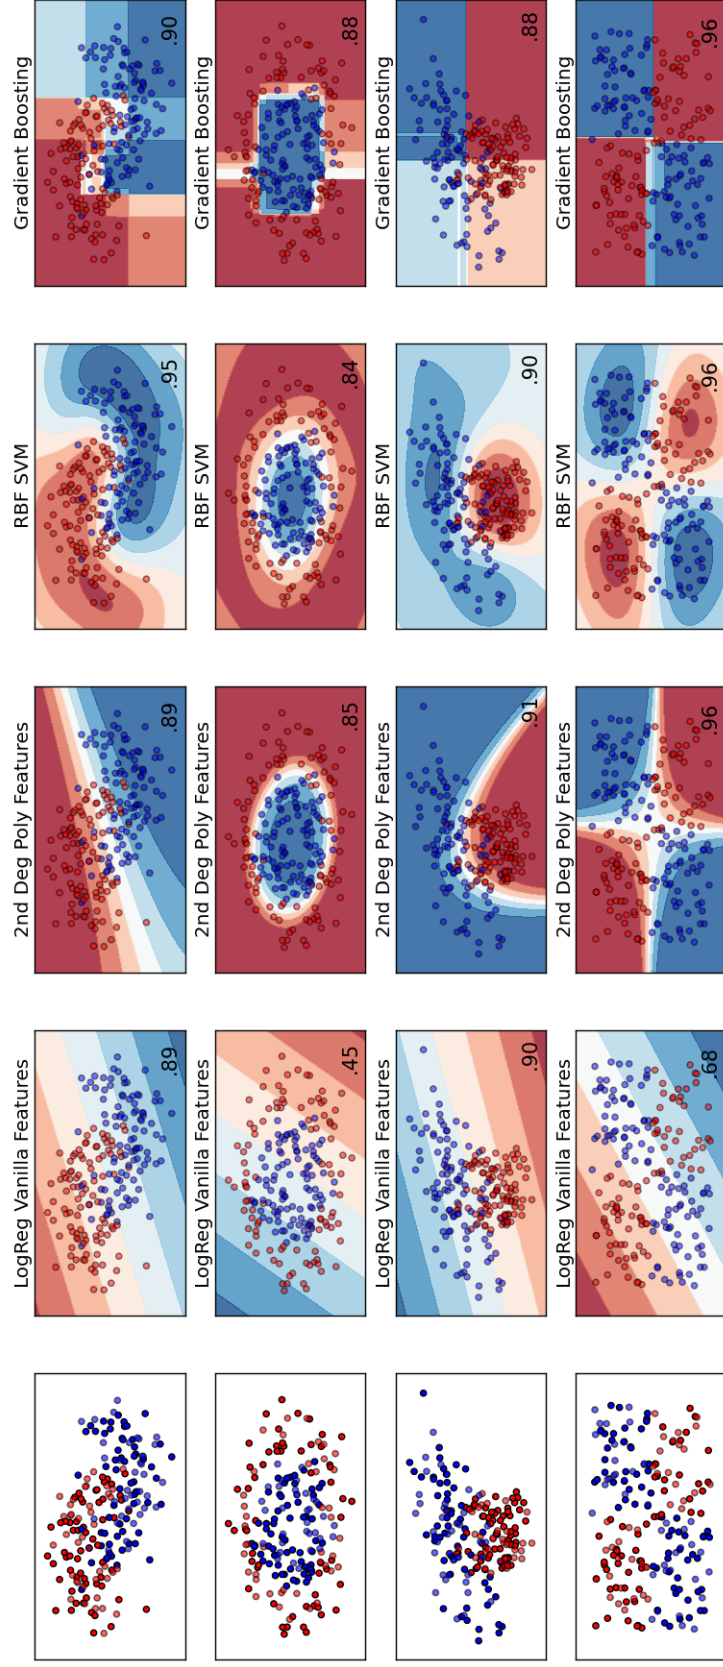 LogReg Vanilla Features
2nd Deg Poly Features
RBF SVM
Gradient Boosting
.89
.89
.95
.90
LogReg Vanilla Features
2nd Deg Poly Features
RBF SVM
Gradient Boosting
.45
.85
.84
.88
LogReg Vanilla Features
2nd Deg Poly Features
RBF SVM
Gradient Boosting
.90
.91
.90
.88
LogReg Vanilla Features
2nd Deg Poly Features
RBF SVM
Gradient Boosting
.68
.96
.96
.96